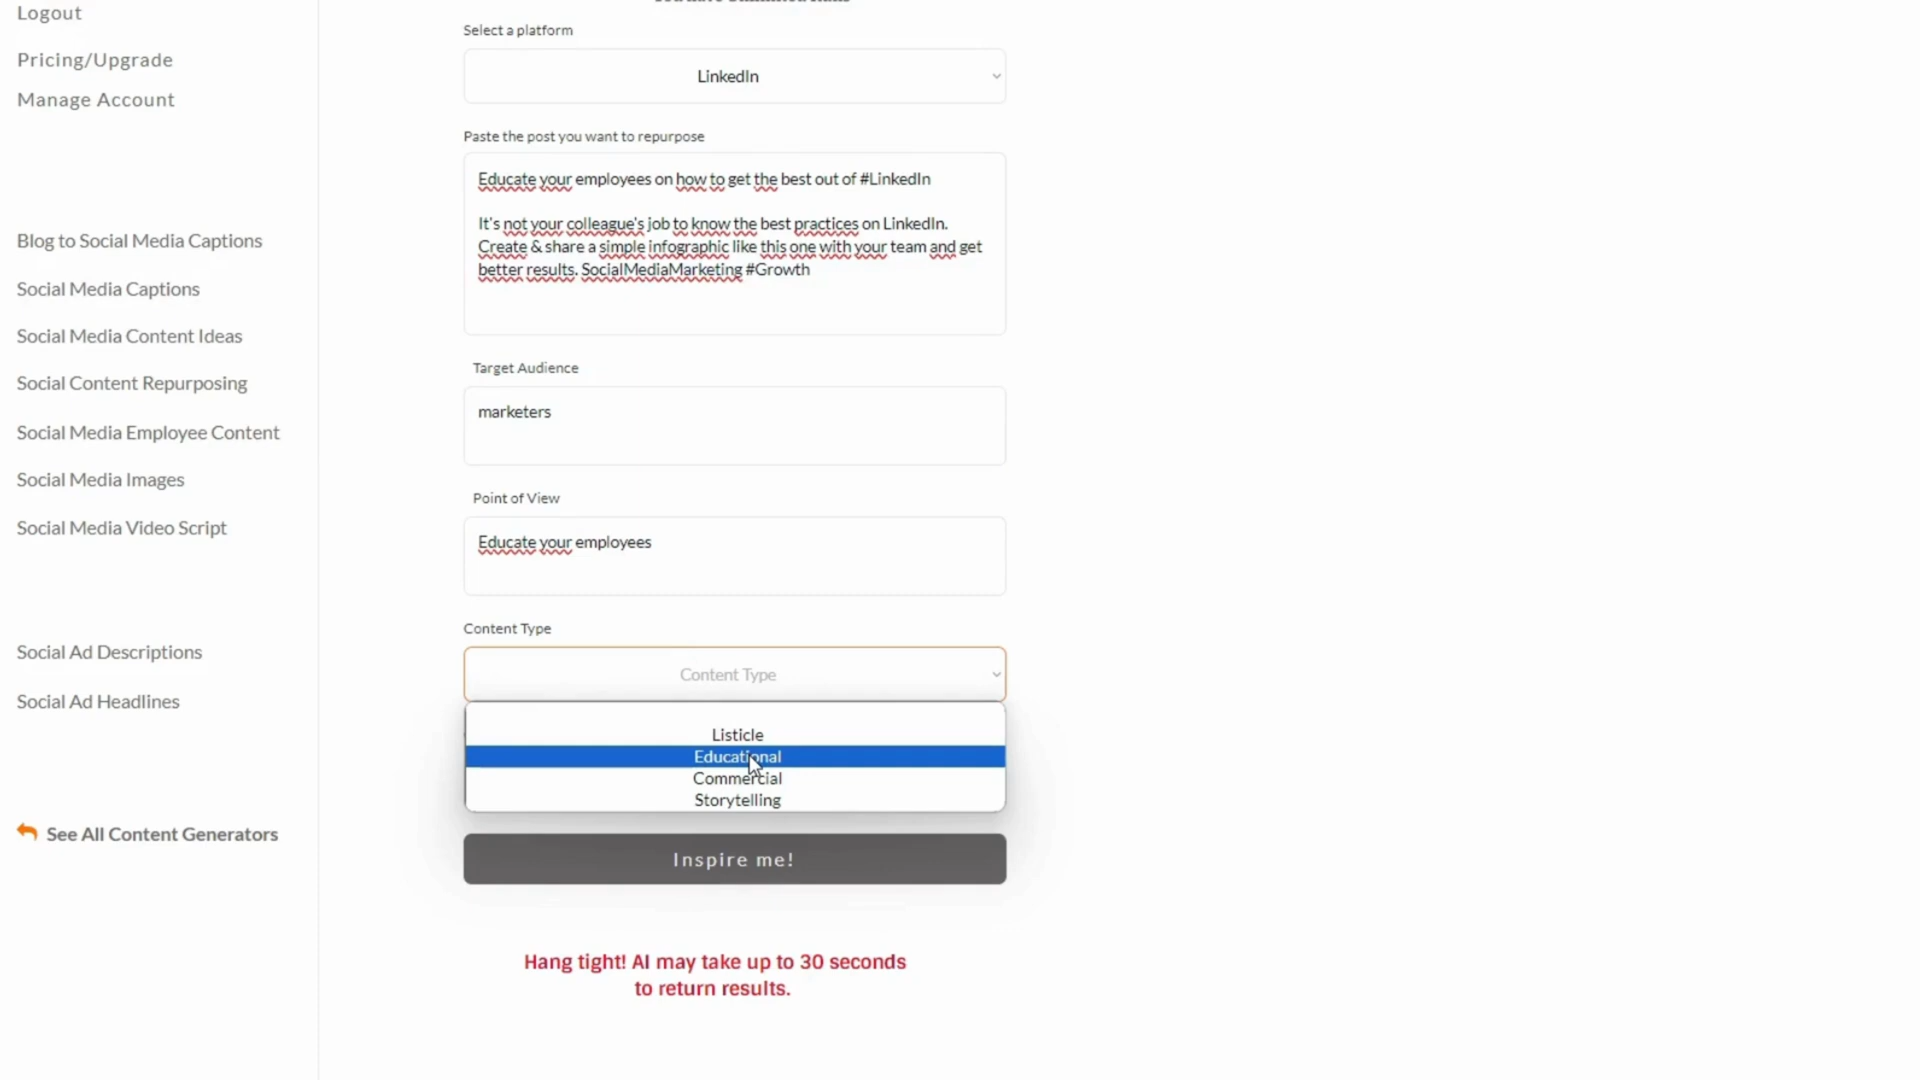 Logout
Pricing/Upgrade
Manage Account
Blog to Social Media Captions
Social Media Captions
Social Media Content Ideas
Social Content Repurposing
Social Media Employee Content
Social Media Images
Social Media Video Script
Social Ad Descriptions
Social Ad Headlines
See All Content Generators
Select a platform
LinkedIn
Paste the post you want to repurpose
Educate your employees on how to get the best out of #LinkedIn
It's not your colleague's job to know the best practices on LinkedIn.
Create & share a simple infographic like this one with your team and get
better results. SocialMediaMarketing #Growth
Target Audience
marketers
Point of View
Educate your employees
Content Type
Content Type
Listicle
Educational
Commercial
Storytelling
Inspire me!
Hang tight! AI may take up to 30 seconds
to return results.